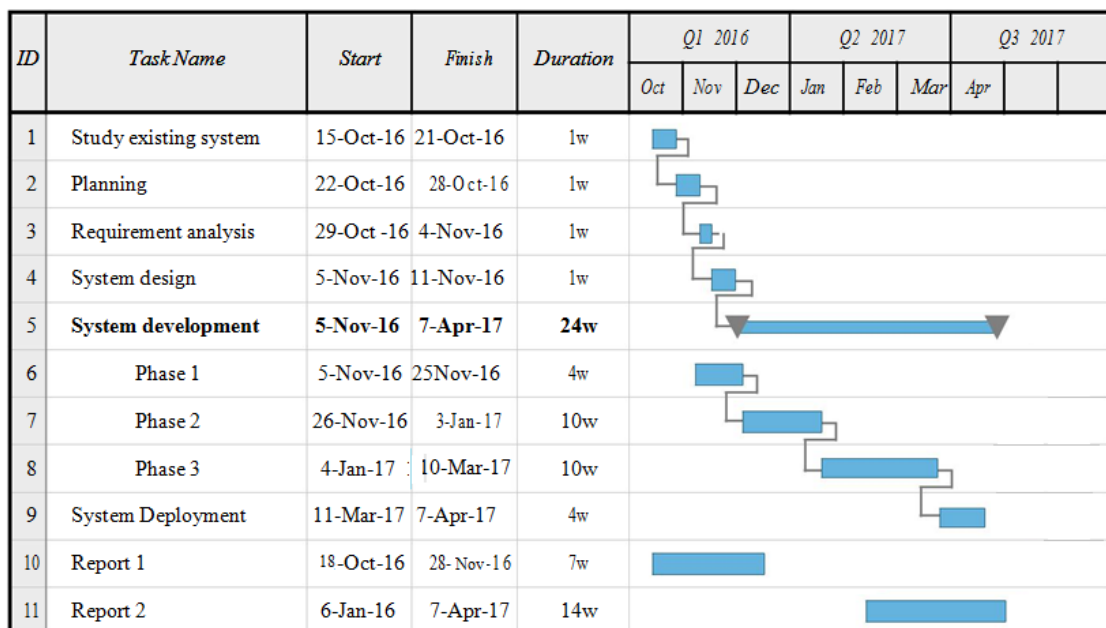 ID Task Name Start Finish Duration Q1 2016 Q2 2017 Q3 2017
Oct Nov Dec Jan Feb Mar Apr
1 Study existing system 15-Oct-16 21-Oct-16 1w
2 Planning 22-Oct-16 28-Oct-16 1w
3 Requirement analysis 29-Oct -16 4-Nov-16 1w
4 System design 5-Nov-16 11-Nov-16 1w
5 System development 5-Nov-16 7-Apr-17 24w
6 Phase 1 5-Nov-16 25Nov-16 4w
7 Phase 2 26-Nov-16 3-Jan-17 10w
8 Phase 3 4-Jan-17 10-Mar-17 10w
9 System Deployment 11-Mar-17 7-Apr-17 4w
10 Report 1 18-Oct-16 28- Nov-16 7w
11 Report 2 6-Jan-16 7-Apr-17 14w